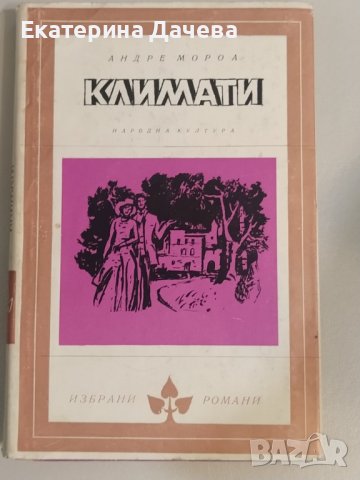 Екатерина Дачева
АНДРЕ МОРОА
КЛИМАТИ
НАРОДНА КУЛТУРА
ИЗБРАНИ РОМАНИ
BAZAR